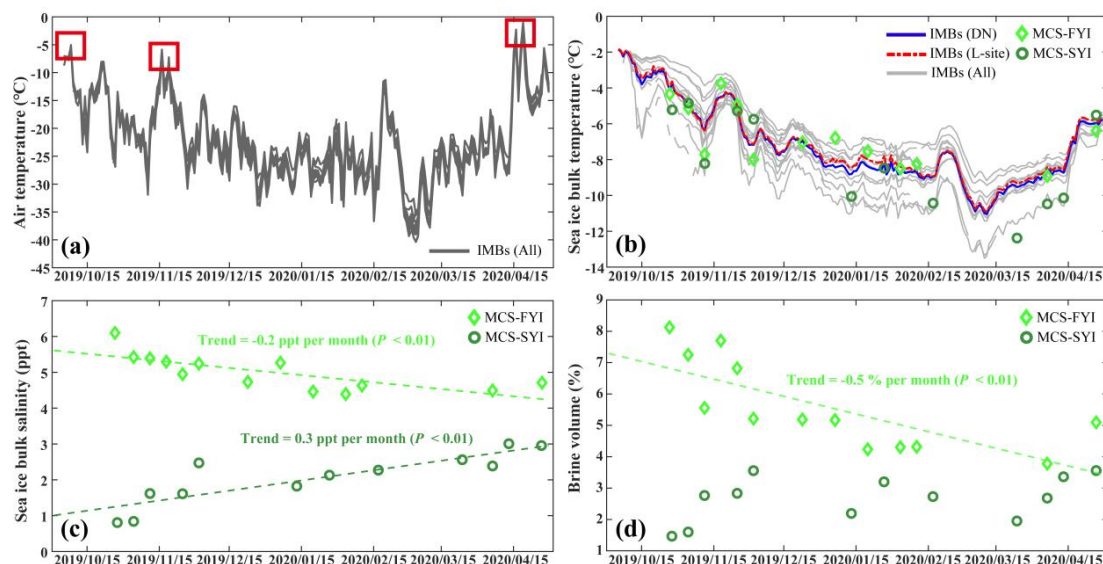 0
-5
-10
-15
-20
-25
-30
-35
-40
-45
Air temperature (°C)
(a)
IMBs (All)
2019/10/15 2019/11/15 2019/12/15 2020/01/15 2020/02/15 2020/03/15 2020/04/15
0
-2
-4
-6
-8
-10
-12
-14
Sea ice bulk temperature (°C)
IMBs (DN)
IMBs (L-site)
IMBs (All)
MCS-FYI
MCS-SYI
(b)
2019/10/15 2019/11/15 2019/12/15 2020/01/15 2020/02/15 2020/03/15 2020/04/15
7
6
5
4
3
2
1
0
Sea ice bulk salinity (ppt)
MCS-FYI
MCS-SYI
Trend = -0.2 ppt per month (P < 0.01)
Trend = 0.3 ppt per month (P < 0.01)
(c)
2019/10/15 2019/11/15 2019/12/15 2020/01/15 2020/02/15 2020/03/15 2020/04/15
9
8
7
6
5
4
3
2
1
Brine volume (%)
MCS-FYI
MCS-SYI
Trend = -0.5 % per month (P < 0.01)
(d)
2019/10/15 2019/11/15 2019/12/15 2020/01/15 2020/02/15 2020/03/15 2020/04/15